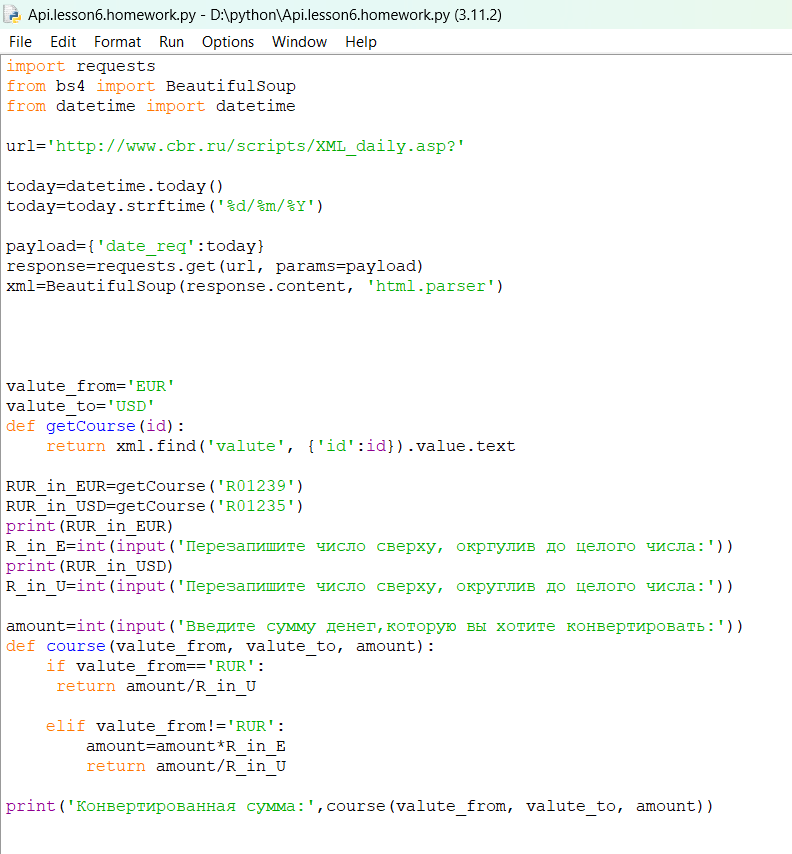 Api.lesson6.homework.py - D:\python\Api.lesson6.homework.py (3.11.2)
File Edit Format Run Options Window Help
import requests
from bs4 import BeautifulSoup
from datetime import datetime
url='http://www.cbr.ru/scripts/XML_daily.asp?'
today=datetime.today()
today=today.strftime('%d/%m/%Y')
payload={'date_req':today}
response=requests.get(url, params=payload)
xml=BeautifulSoup(response.content, 'html.parser')
valute_from='EUR'
valute_to='USD'
def getCourse(id):
    return xml.find('valute', {'id':id}).value.text
RUR_in_EUR=getCourse('R01239')
RUR_in_USD=getCourse('R01235')
print(RUR_in_EUR)
R_in_E=int(input('Перезапишите число сверху, окргулив до целого числа:'))
print(RUR_in_USD)
R_in_U=int(input('Перезапишите число сверху, округлив до целого числа:'))
amount=int(input('Введите сумму денег,которую вы хотите конвертировать:'))
def course(valute_from, valute_to, amount):
    if valute_from=='RUR':
     return amount/R_in_U
    elif valute_from!='RUR':
        amount=amount*R_in_E
        return amount/R_in_U
print('Конвертированная сумма:',course(valute_from, valute_to, amount))